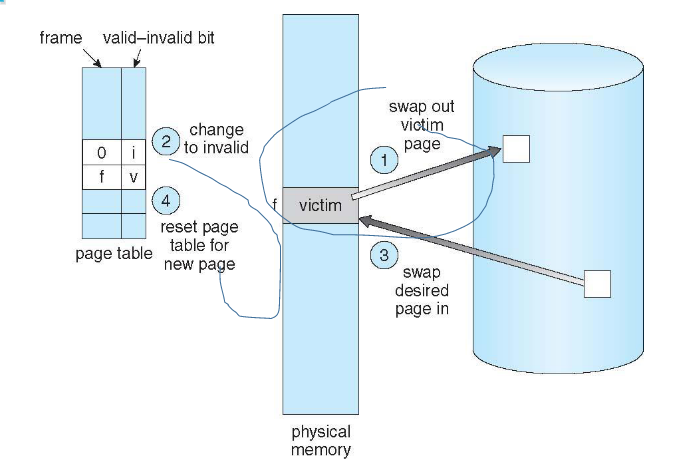 frame valid–invalid bit
0 i
f v
2 change
to invalid
4
reset page
table for
new page
page table
f victim
physical
memory
swap out
victim
page
1
3
swap
desired
page in